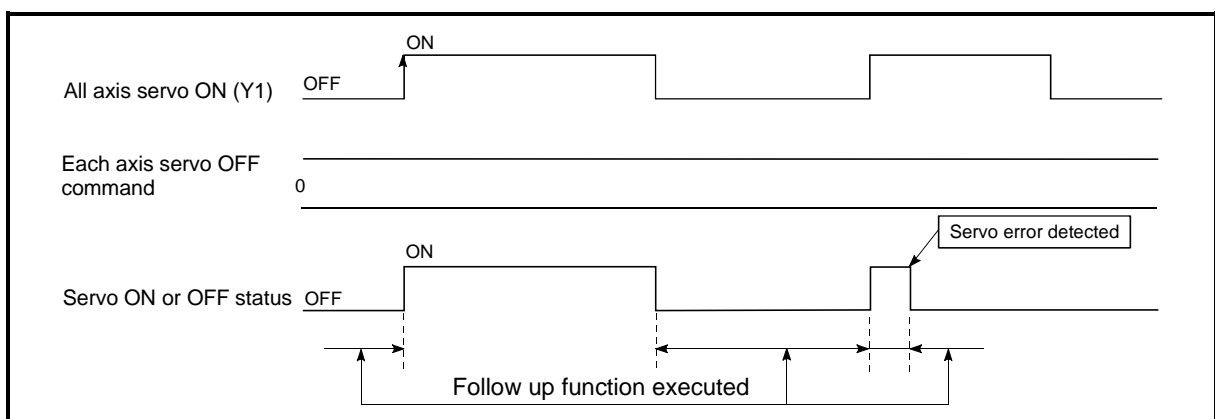 ON
All axis servo ON (Y1)
OFF
Each axis servo OFF
command
0
Servo error detected
ON
Servo ON or OFF status
OFF
Follow up function executed